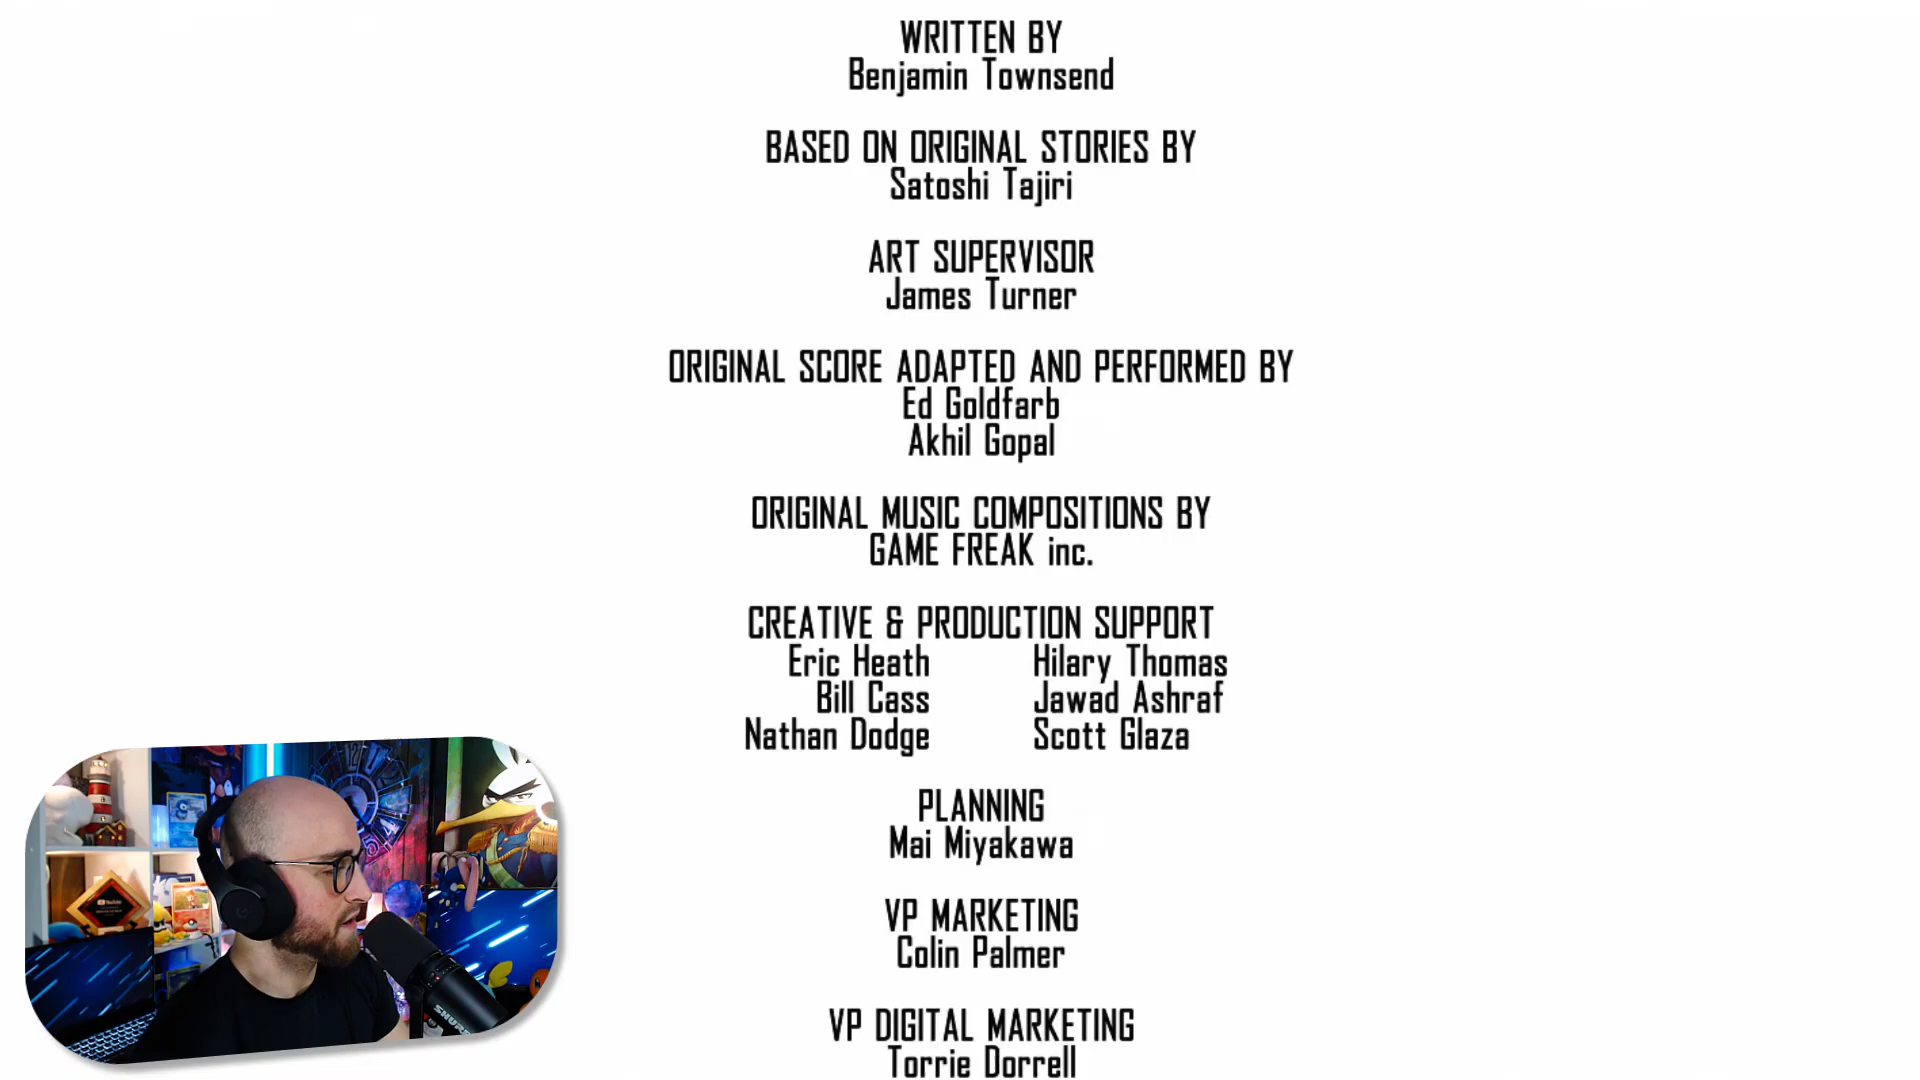 WRITTEN BY
Benjamin Townsend
BASED ON ORIGINAL STORIES BY
Satoshi Tajiri
ART SUPERVISOR
James Turner
ORIGINAL SCORE ADAPTED AND PERFORMED BY
Ed Goldfarb
Akhil Gopal
ORIGINAL MUSIC COMPOSITIONS BY
GAME FREAK inc.
CREATIVE & PRODUCTION SUPPORT
Eric Heath Hilary Thomas
Bill Cass Jawad Ashraf
Nathan Dodge Scott Glaza
PLANNING
Mai Miyakawa
VP MARKETING
Colin Palmer
VP DIGITAL MARKETING
Torrie Dorrell
SHURE